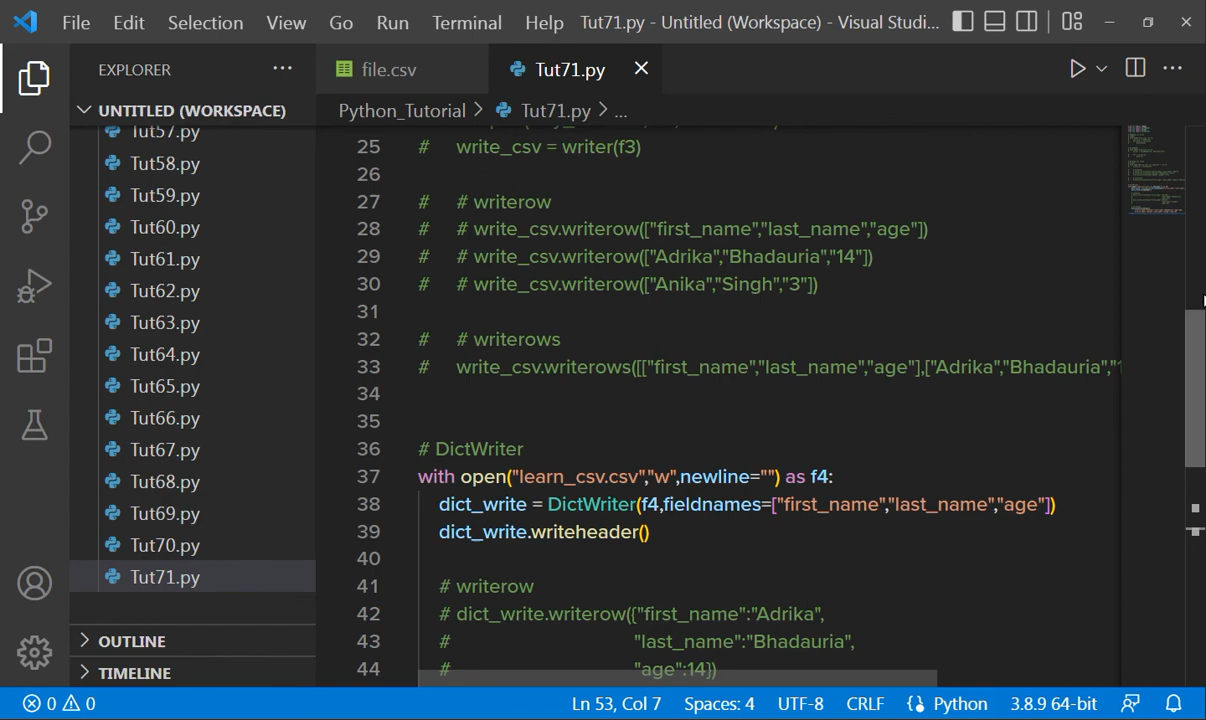 File Edit Selection View Go Run Terminal Help Tut71.py - Untitled (Workspace) - Visual Studi...
EXPLORER ... file.csv Tut71.py
UNTITLED (WORKSPACE) Python_Tutorial > Tut71.py > ...
Tut57.py
Tut58.py
Tut59.py
Tut60.py
Tut61.py
Tut62.py
Tut63.py
Tut64.py
Tut65.py
Tut66.py
Tut67.py
Tut68.py
Tut69.py
Tut70.py
Tut71.py
OUTLINE
TIMELINE
25 # write_csv = writer(f3)
26
27 # # writerow
28 # # write_csv.writerow(["first_name","last_name","age"])
29 # # write_csv.writerow(["Adrika","Bhadauria","14"])
30 # # write_csv.writerow(["Anika","Singh","3"])
31
32 # # writerows
33 # write_csv.writerows([["first_name","last_name","age"],["Adrika","Bhadauria","
34
35
36 # DictWriter
37 with open("learn_csv.csv","w",newline="") as f4:
38 dict_write = DictWriter(f4,fieldnames=["first_name","last_name","age"])
39 dict_write.writeheader()
40
41 # writerow
42 # dict_write.writerow({"first_name":"Adrika",
43 # "last_name":"Bhadauria",
44 # "age":14})
0 0 Ln 53, Col 7 Spaces: 4 UTF-8 CRLF Python 3.8.9 64-bit